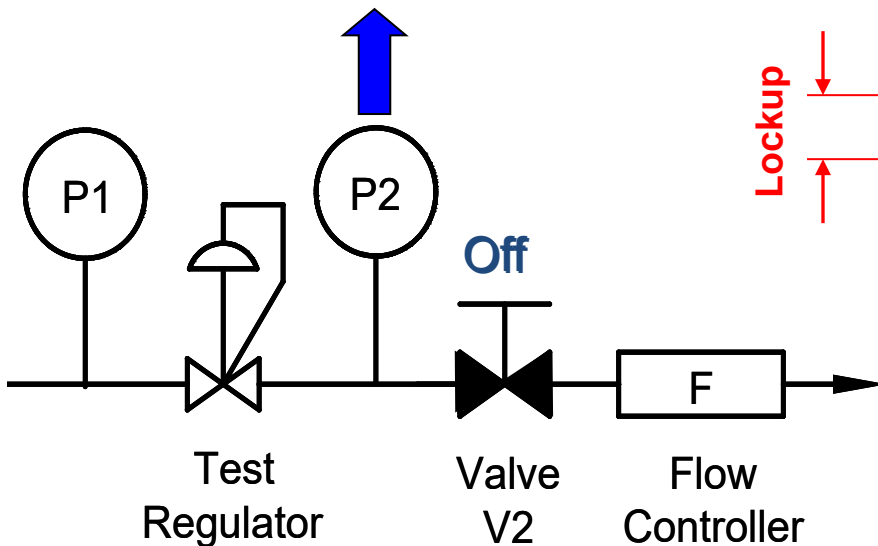 Lockup
P1
P2
Off
F
Test
Regulator
Valve
V2
Flow
Controller